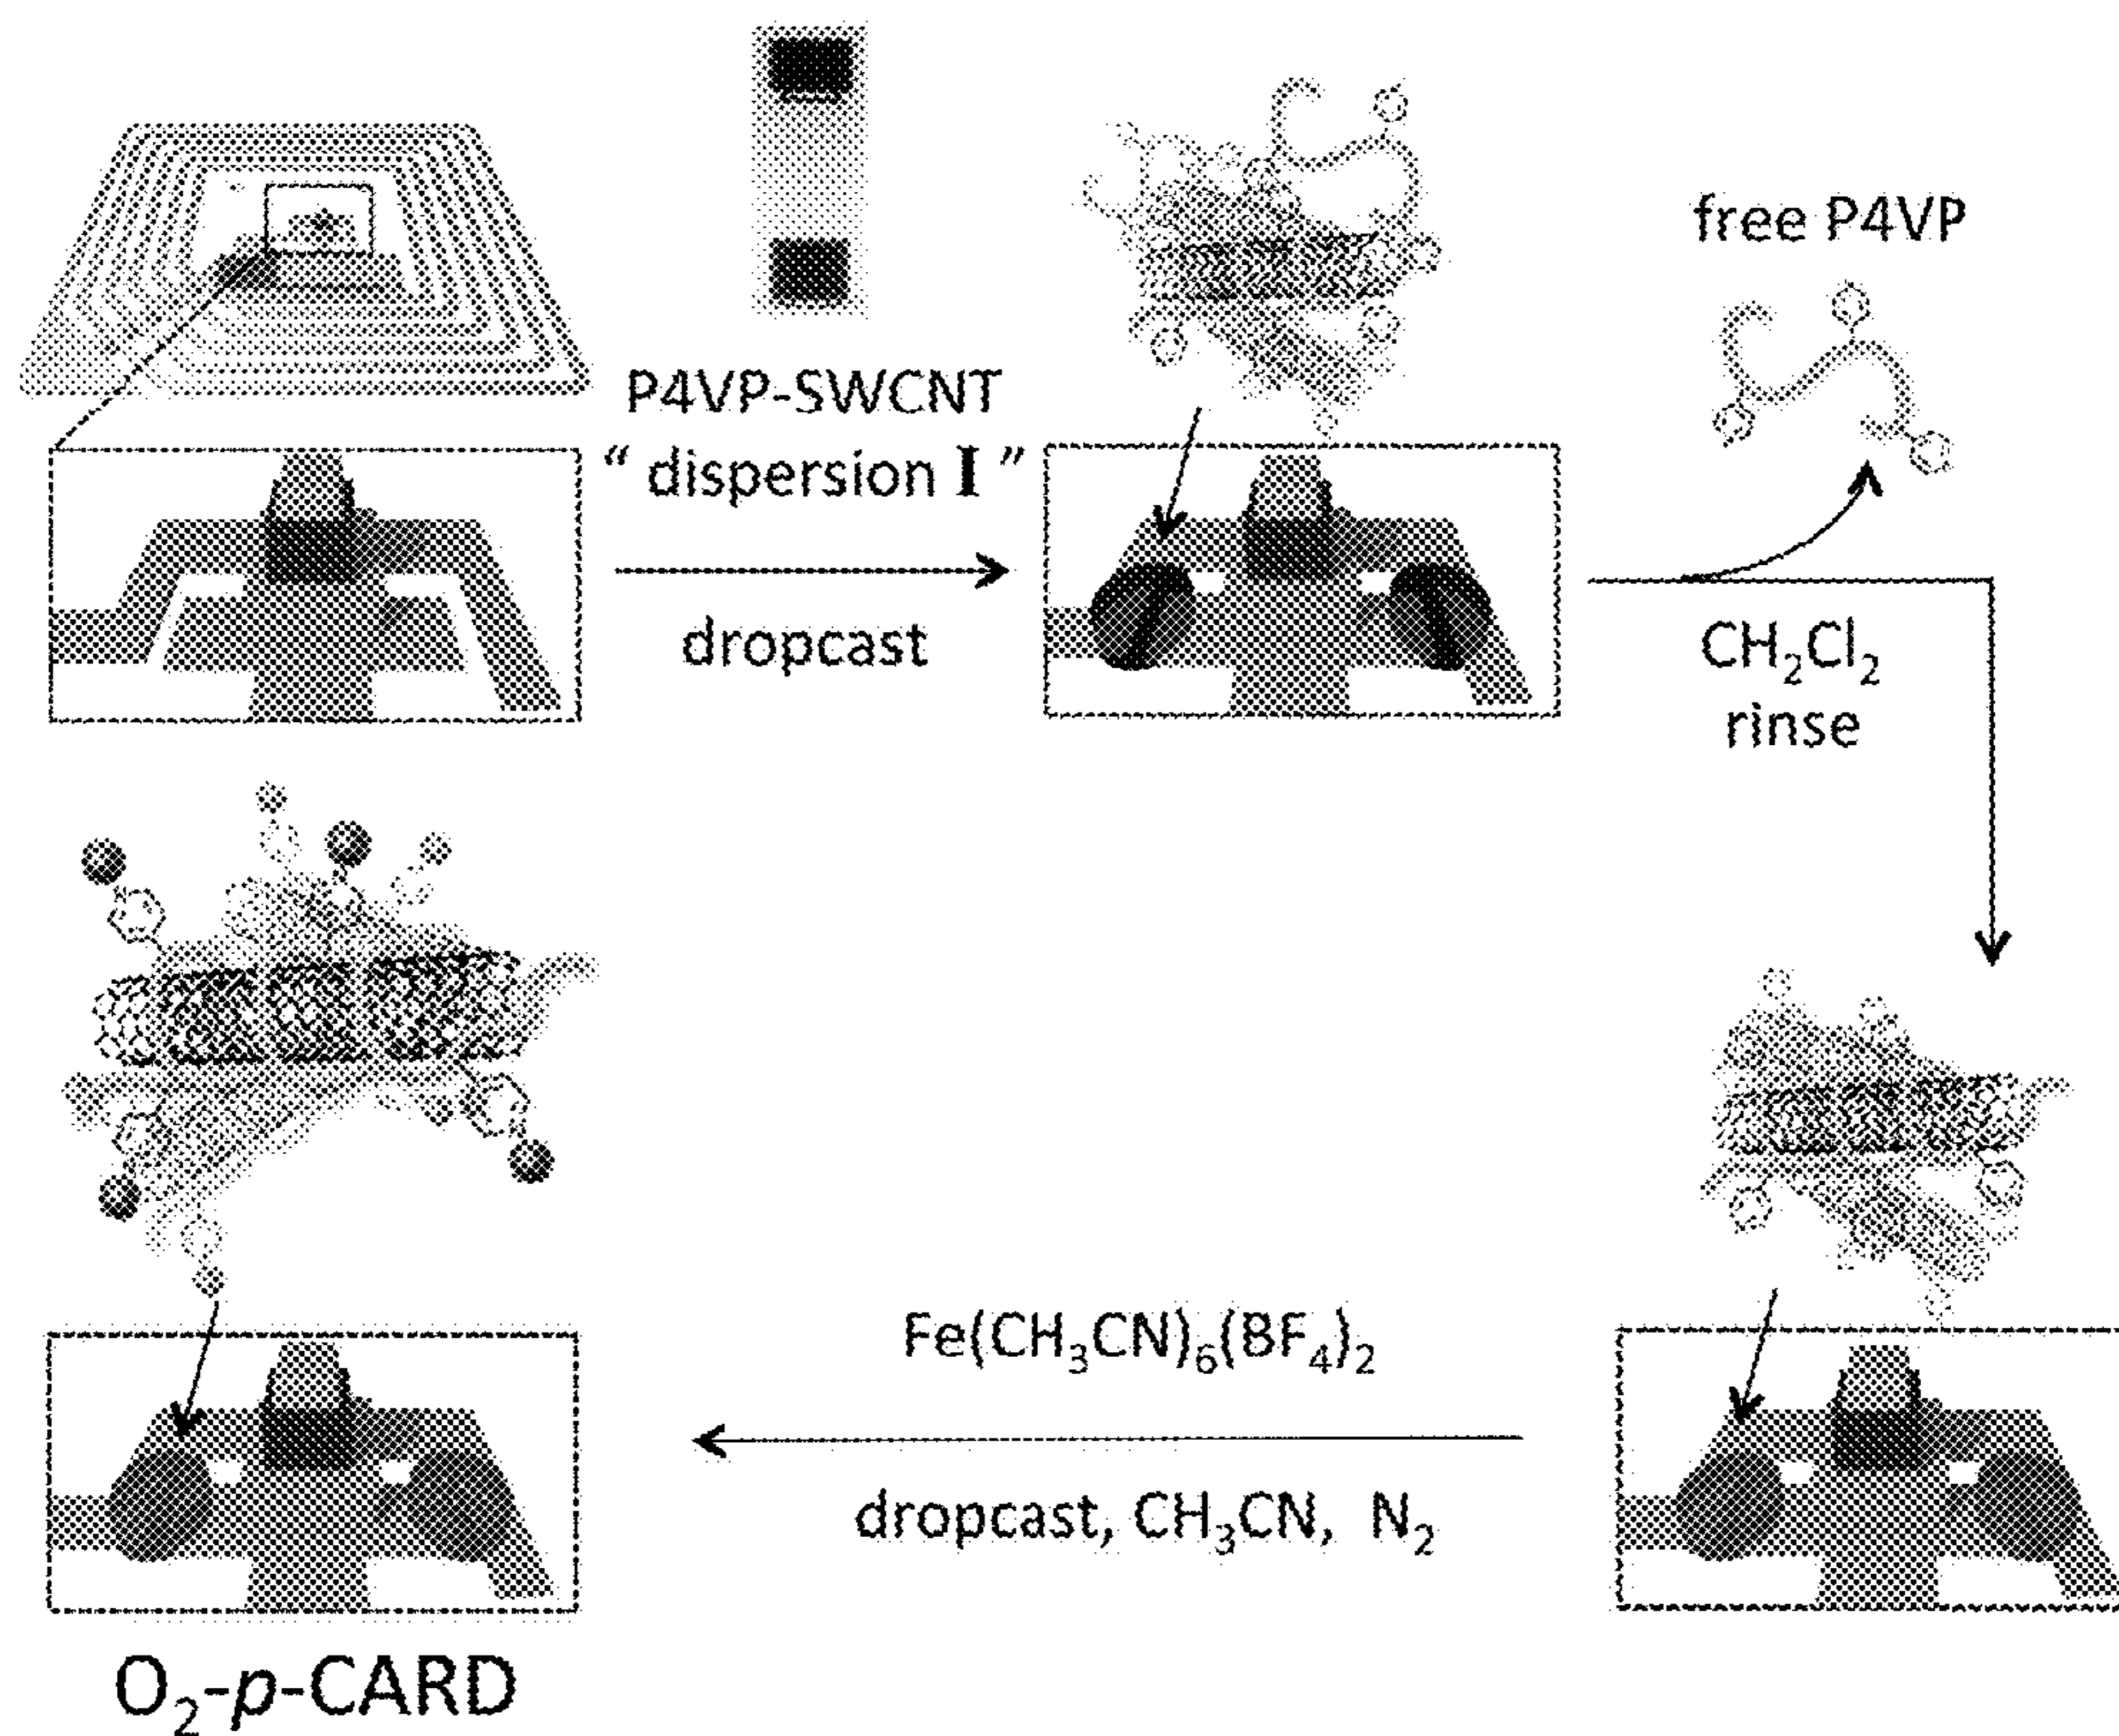 P4VP-SWCNT
“ dispersion I ”
dropcast
free P4VP
CH₂Cl₂
rinse
Fe(CH₃CN)₆(BF₄)₂
dropcast, CH₃CN, N₂
O₂-p-CARD